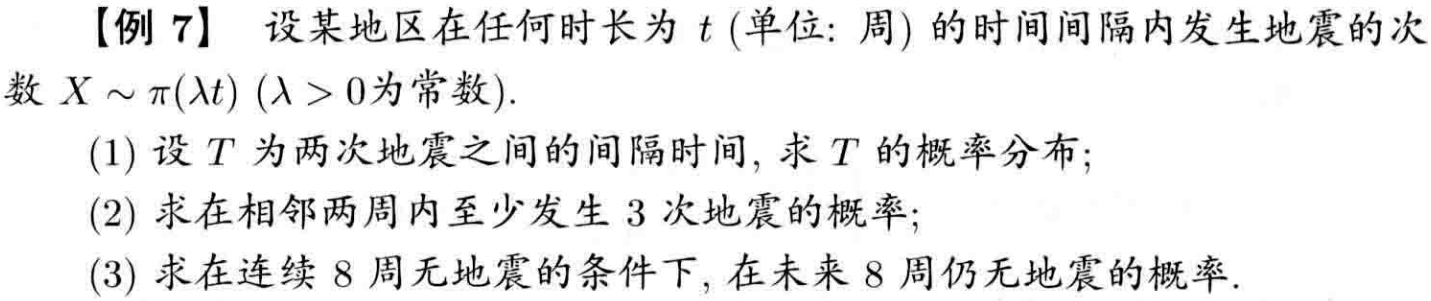 【例 7】 设某地区在任何时长为 t (单位: 周) 的时间间隔内发生地震的次
数 X ~ π(λt) (λ > 0为常数).
(1) 设 T 为两次地震之间的间隔时间, 求 T 的概率分布;
(2) 求在相邻两周内至少发生 3 次地震的概率;
(3) 求在连续 8 周无地震的条件下, 在未来 8 周仍无地震的概率.